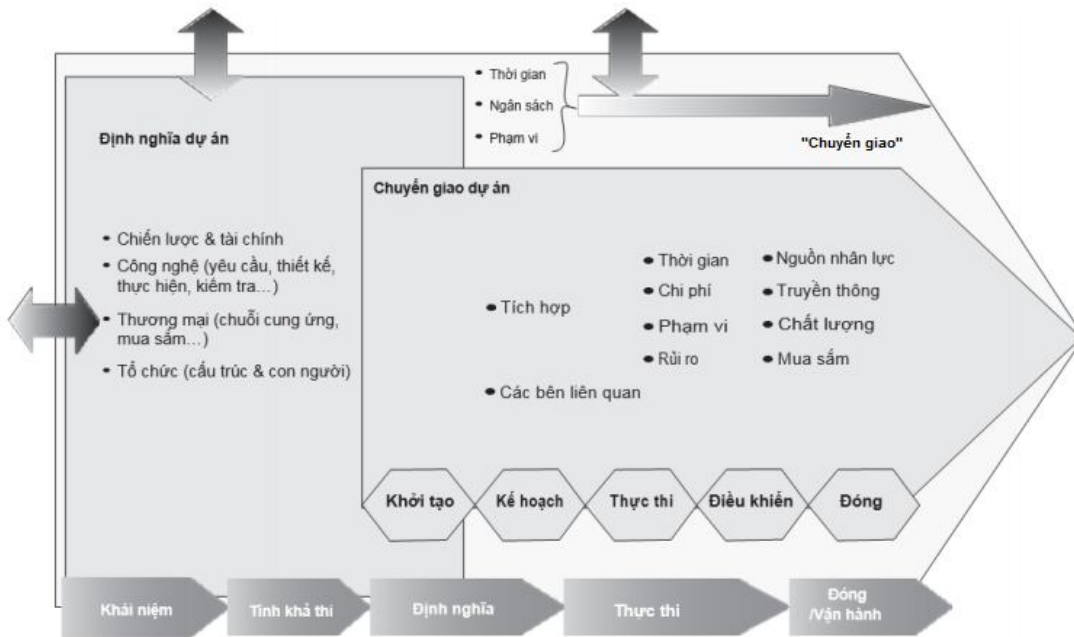 • Thời gian
• Ngân sách
• Phạm vi
"Chuyển giao"
Định nghĩa dự án
• Chiến lược & tài chính
• Công nghệ (yêu cầu, thiết kế,
thực hiện, kiểm tra...)
• Thương mại (chuỗi cung ứng,
mua sắm...)
• Tổ chức (cấu trúc & con người)
Chuyển giao dự án
• Tích hợp
• Các bên liên quan
• Thời gian
• Chi phí
• Phạm vi
• Rủi ro
• Nguồn nhân lực
• Truyền thông
• Chất lượng
• Mua sắm
Khởi tạo
Kế hoạch
Thực thi
Điều khiển
Đóng
Khái niệm
Tính khả thi
Định nghĩa
Thực thi
Đóng
/Vận hành